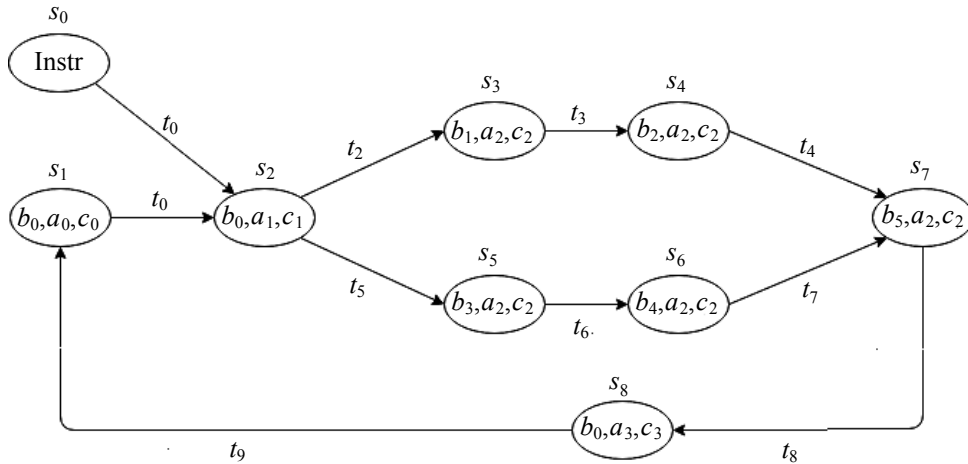 s0
Instr
t0
s1
b0,a0,c0
t0
s2
b0,a1,c1
t2
s3
b1,a2,c2
t3
s4
b2,a2,c2
t4
s7
b5,a2,c2
t5
s5
b3,a2,c2
t6
s6
b4,a2,c2
t7
s8
b0,a3,c3
t8
t9